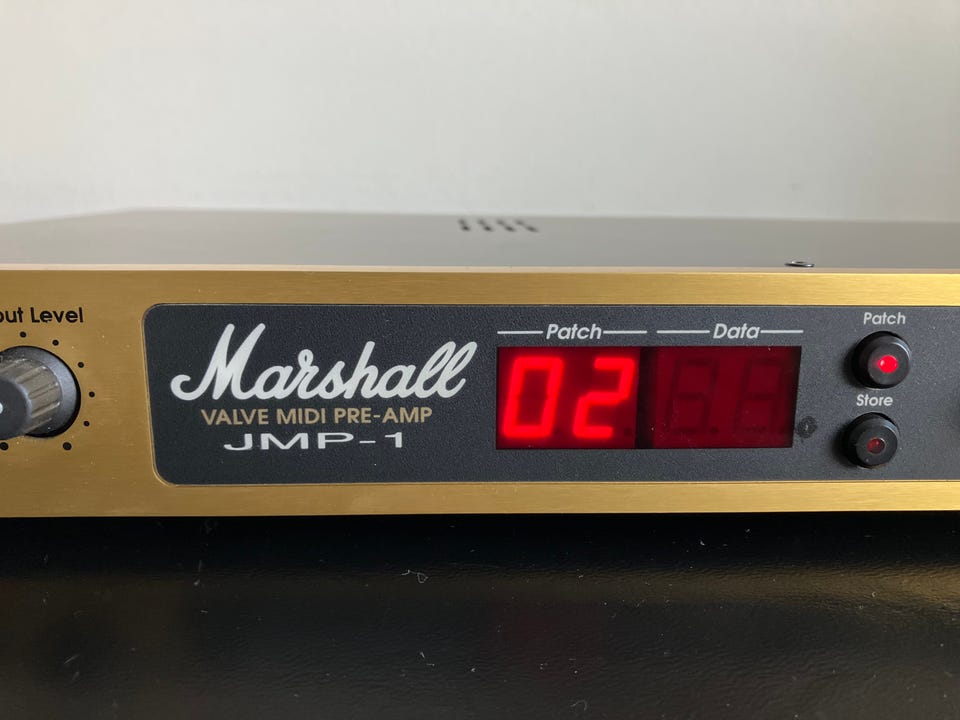 out Level
Marshall
VALVE MIDI PRE-AMP
JMP-1
Patch
Data
02
Patch
Store